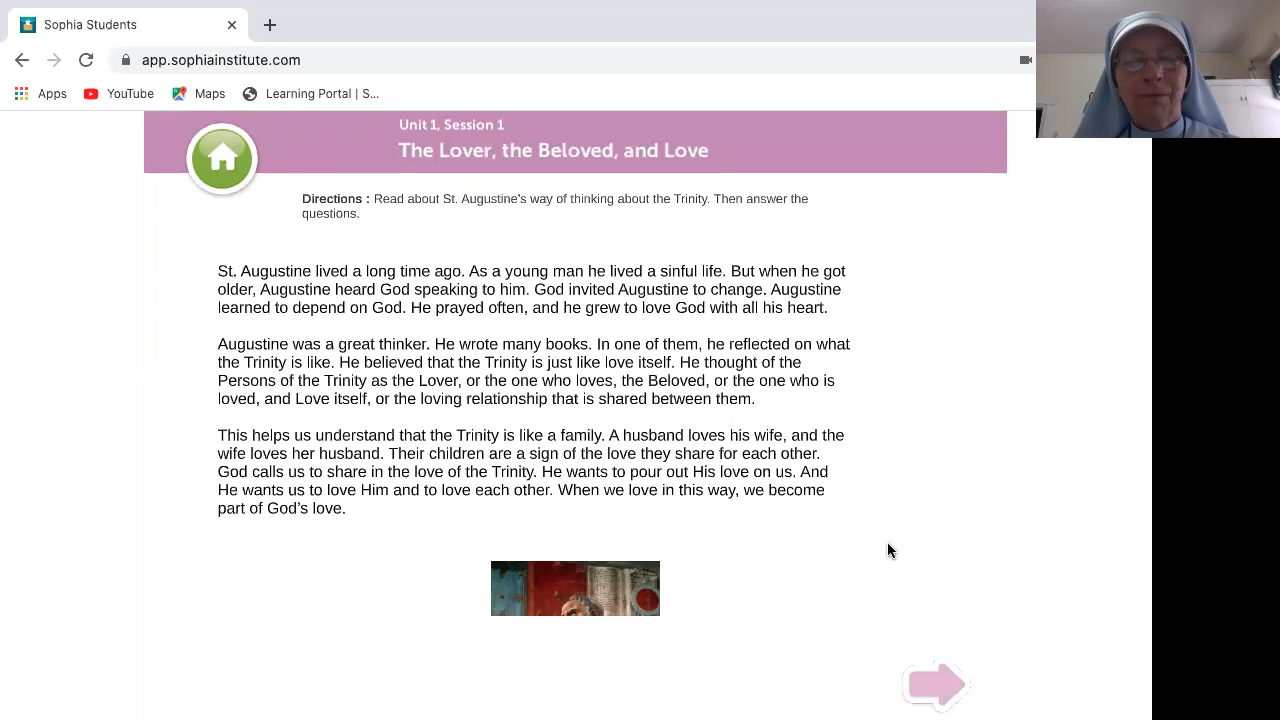 Sophia Students
app.sophiainstitute.com
Apps
YouTube
Maps
Learning Portal | S...
Unit 1, Session 1
The Lover, the Beloved, and Love
Directions : Read about St. Augustine's way of thinking about the Trinity. Then answer the
questions.
St. Augustine lived a long time ago. As a young man he lived a sinful life. But when he got
older, Augustine heard God speaking to him. God invited Augustine to change. Augustine
learned to depend on God. He prayed often, and he grew to love God with all his heart.
Augustine was a great thinker. He wrote many books. In one of them, he reflected on what
the Trinity is like. He believed that the Trinity is just like love itself. He thought of the
Persons of the Trinity as the Lover, or the one who loves, the Beloved, or the one who is
loved, and Love itself, or the loving relationship that is shared between them.
This helps us understand that the Trinity is like a family. A husband loves his wife, and the
wife loves her husband. Their children are a sign of the love they share for each other.
God calls us to share in the love of the Trinity. He wants to pour out His love on us. And
He wants us to love Him and to love each other. When we love in this way, we become
part of God's love.